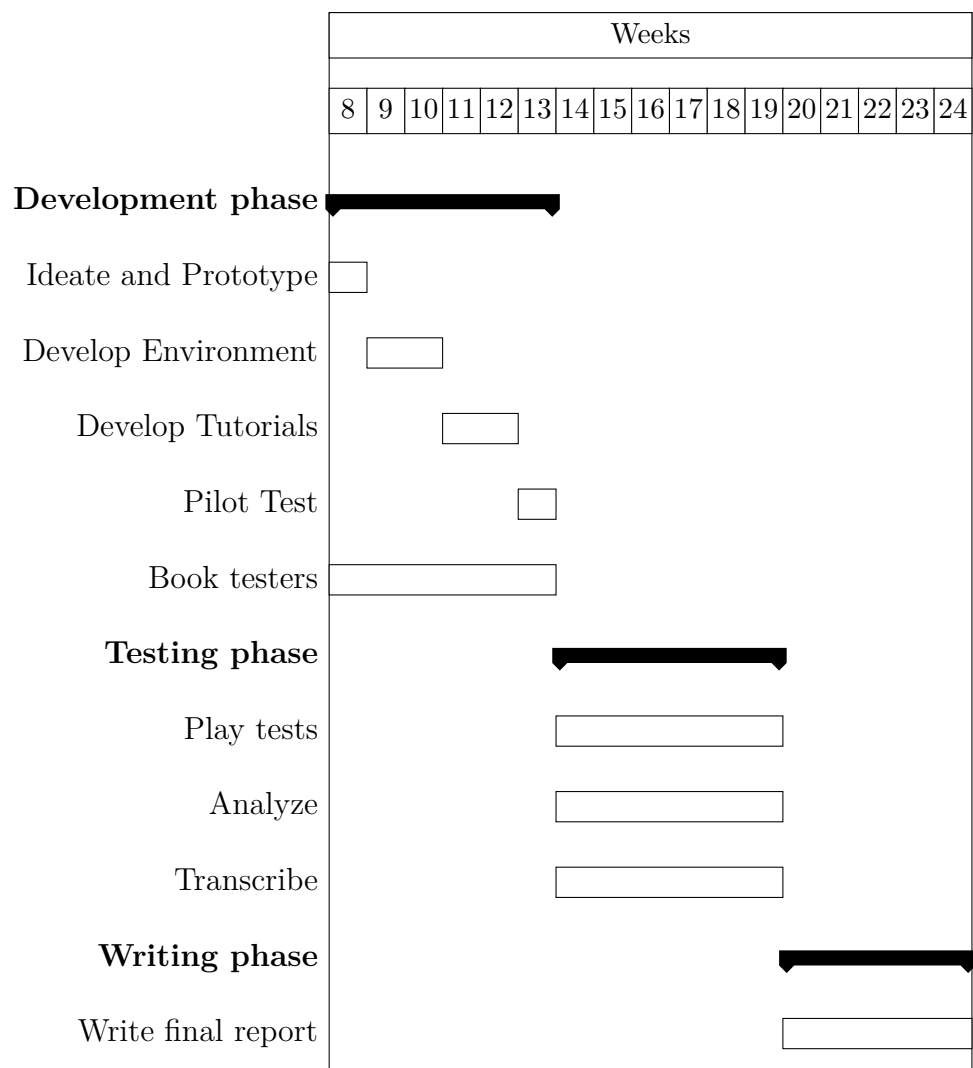 Weeks
8 9 10 11 12 13 14 15 16 17 18 19 20 21 22 23 24
Development phase
Ideate and Prototype
Develop Environment
Develop Tutorials
Pilot Test
Book testers
Testing phase
Play tests
Analyze
Transcribe
Writing phase
Write final report